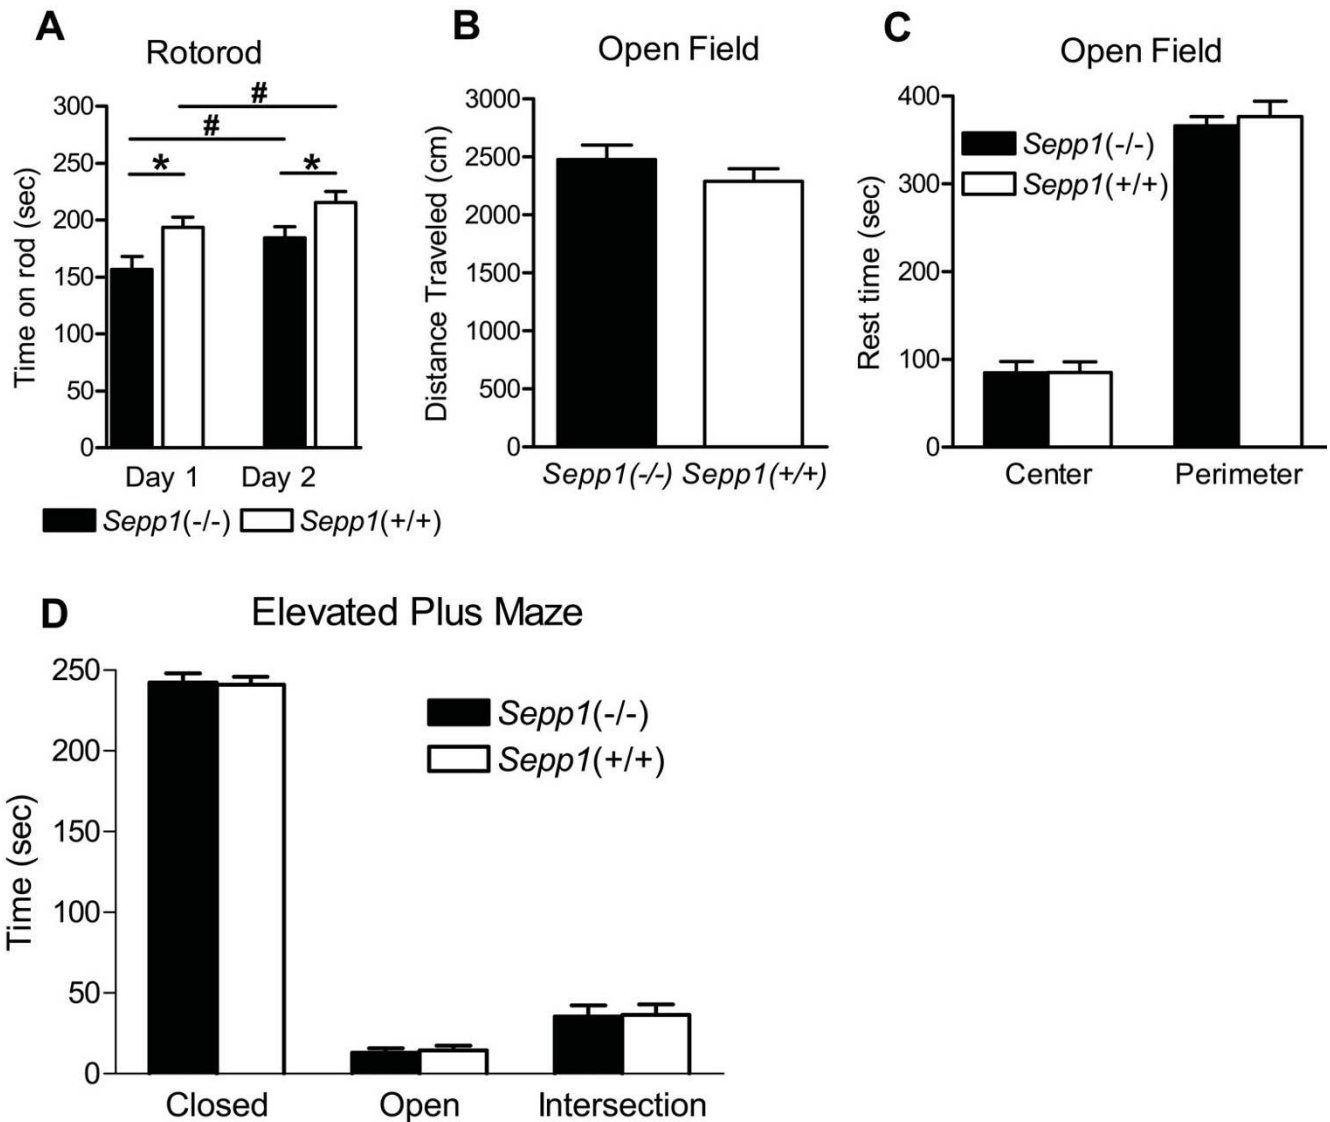 A
Rotorod
#
#
*
*
300
250
200
150
100
50
0
Time on rod (sec)
Day 1 Day 2
Sepp1(-/-) Sepp1(+/+)
B
Open Field
3000
2500
2000
1500
1000
500
0
Distance Traveled (cm)
Sepp1(-/-) Sepp1(+/+)
C
Open Field
400
300
200
100
0
Rest time (sec)
Sepp1(-/-)
Sepp1(+/+)
Center Perimeter
D
Elevated Plus Maze
250
200
150
100
50
0
Time (sec)
Sepp1(-/-)
Sepp1(+/+)
Closed Open Intersection